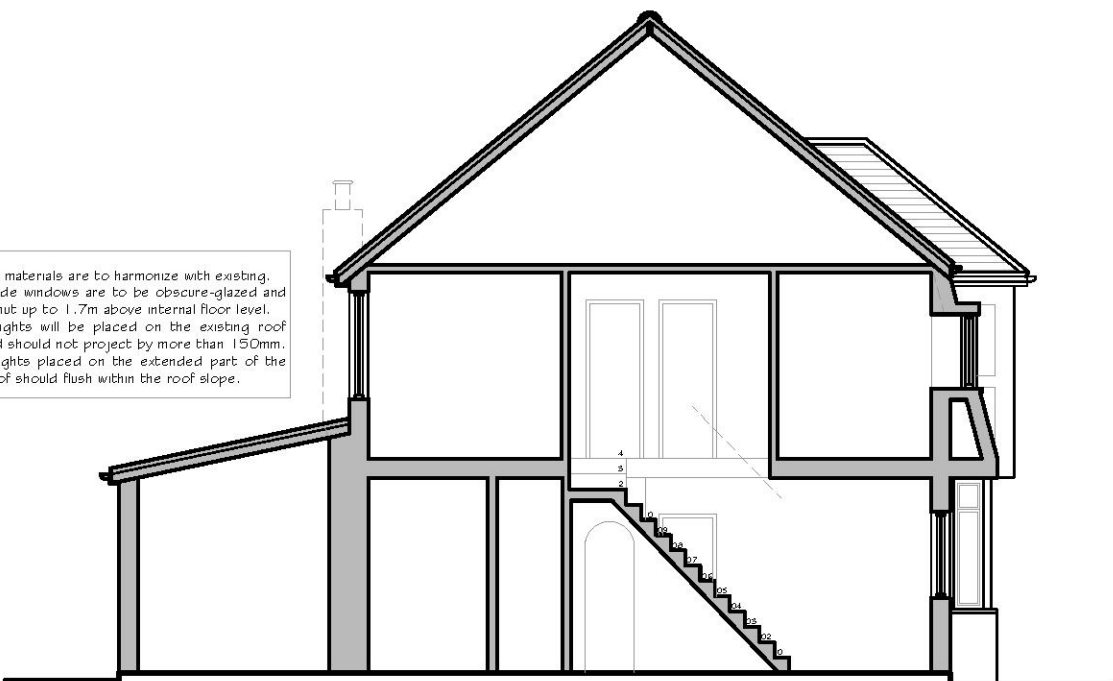 materials are to harmonize with existing.
de windows are to be obscure-glazed and
hut up to 1.7m above internal floor level.
ights will be placed on the existing roof
d should not project by more than 150mm.
ghts placed on the extended part of the
of should flush within the roof slope.
4
3
2
0
09
08
07
06
05
04
03
02
0